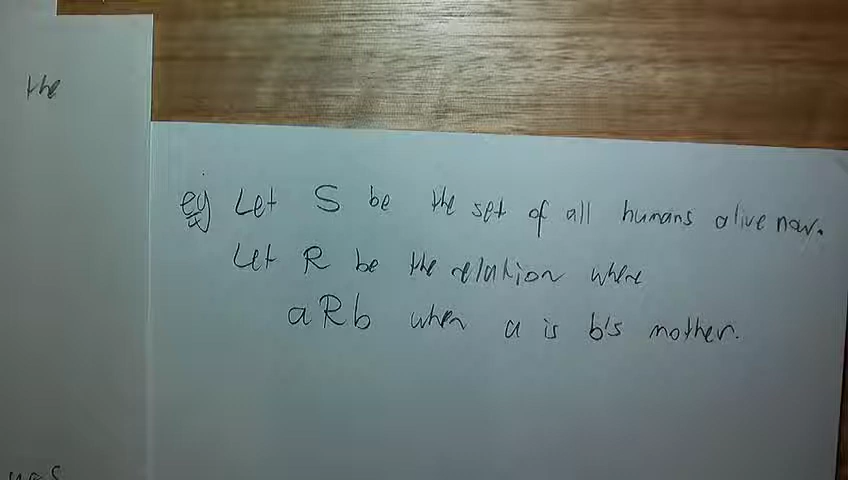 the
eg Let S be the set of all humans alive now.
Let R be the relation where
aRb when a is b's mother.